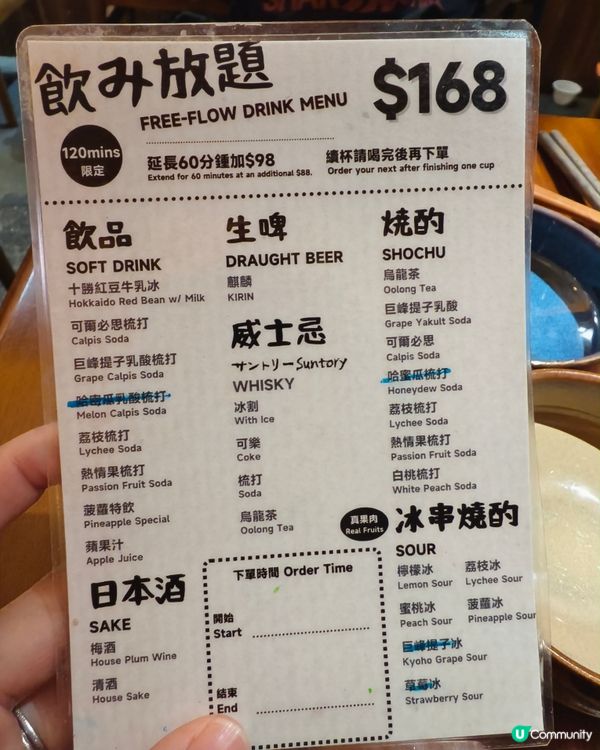 飲み放題
FREE-FLOW DRINK MENU
$168
120mins
限定
延長60分鍾加$98
Extend for 60 minutes at an additional $88.
續杯請喝完後再下單
Order your next after finishing one cup
飲品
SOFT DRINK
十勝紅豆牛乳冰
Hokkaido Red Bean w/ Milk
可爾必思梳打
Calpis Soda
巨峰提子乳酸梳打
Grape Calpis Soda
哈密瓜乳酸梳打
Melon Calpis Soda
荔枝梳打
Lychee Soda
熱情果梳打
Passion Fruit Soda
菠蘿特飲
Pineapple Special
蘋果汁
Apple Juice
日本酒
SAKE
梅酒
House Plum Wine
清酒
House Sake
生啤
DRAUGHT BEER
麒麟
KIRIN
威士忌
サントリー Suntory
WHISKY
冰割
With Ice
可樂
Coke
梳打
Soda
烏龍茶
Oolong Tea
下單時間 Order Time
開始
Start
結束
End
燒酌
SHOCHU
烏龍茶
Oolong Tea
巨峰提子乳酸
Grape Yakult Soda
可爾必思
Calpis Soda
哈蜜瓜梳打
Honeydew Soda
荔枝梳打
Lychee Soda
熱情果梳打
Passion Fruit Soda
白桃梳打
White Peach Soda
真果肉
Real Fruits
冰串燒酌
SOUR
檸檬冰
Lemon Sour
荔枝冰
Lychee Sour
蜜桃冰
Peach Sour
菠蘿冰
Pineapple Sour
巨峰提子冰
Kyoho Grape Sour
草莓冰
Strawberry Sour
U Community